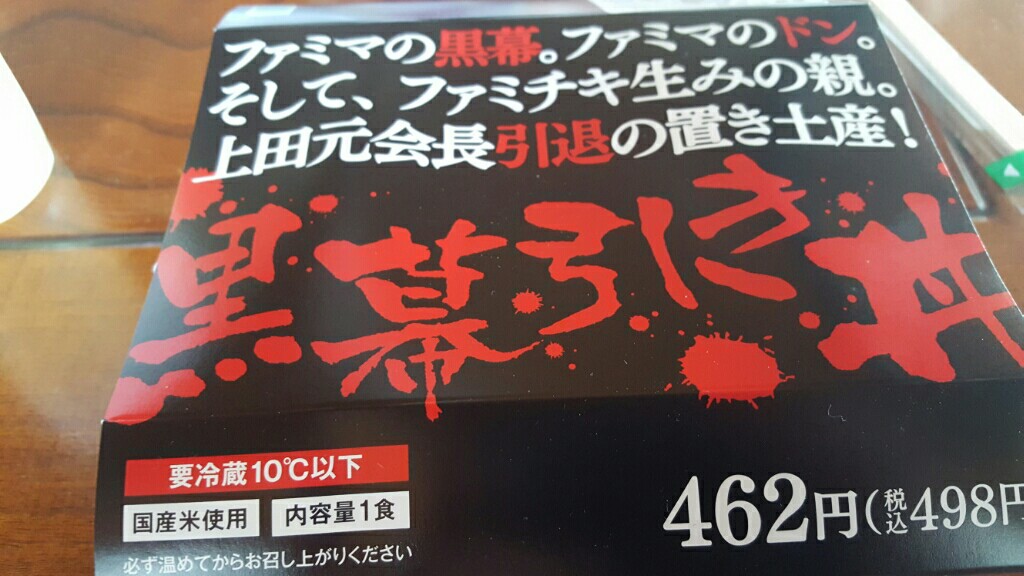 ファミマの黒幕。ファミマのドン。
そして、ファミチキ生みの親。
上田元会長引退の置き土産！
黒幕引き丼
要冷蔵10℃以下
国産米使用
内容量1食
必ず温めてからお召し上がりください
462円(税込498円